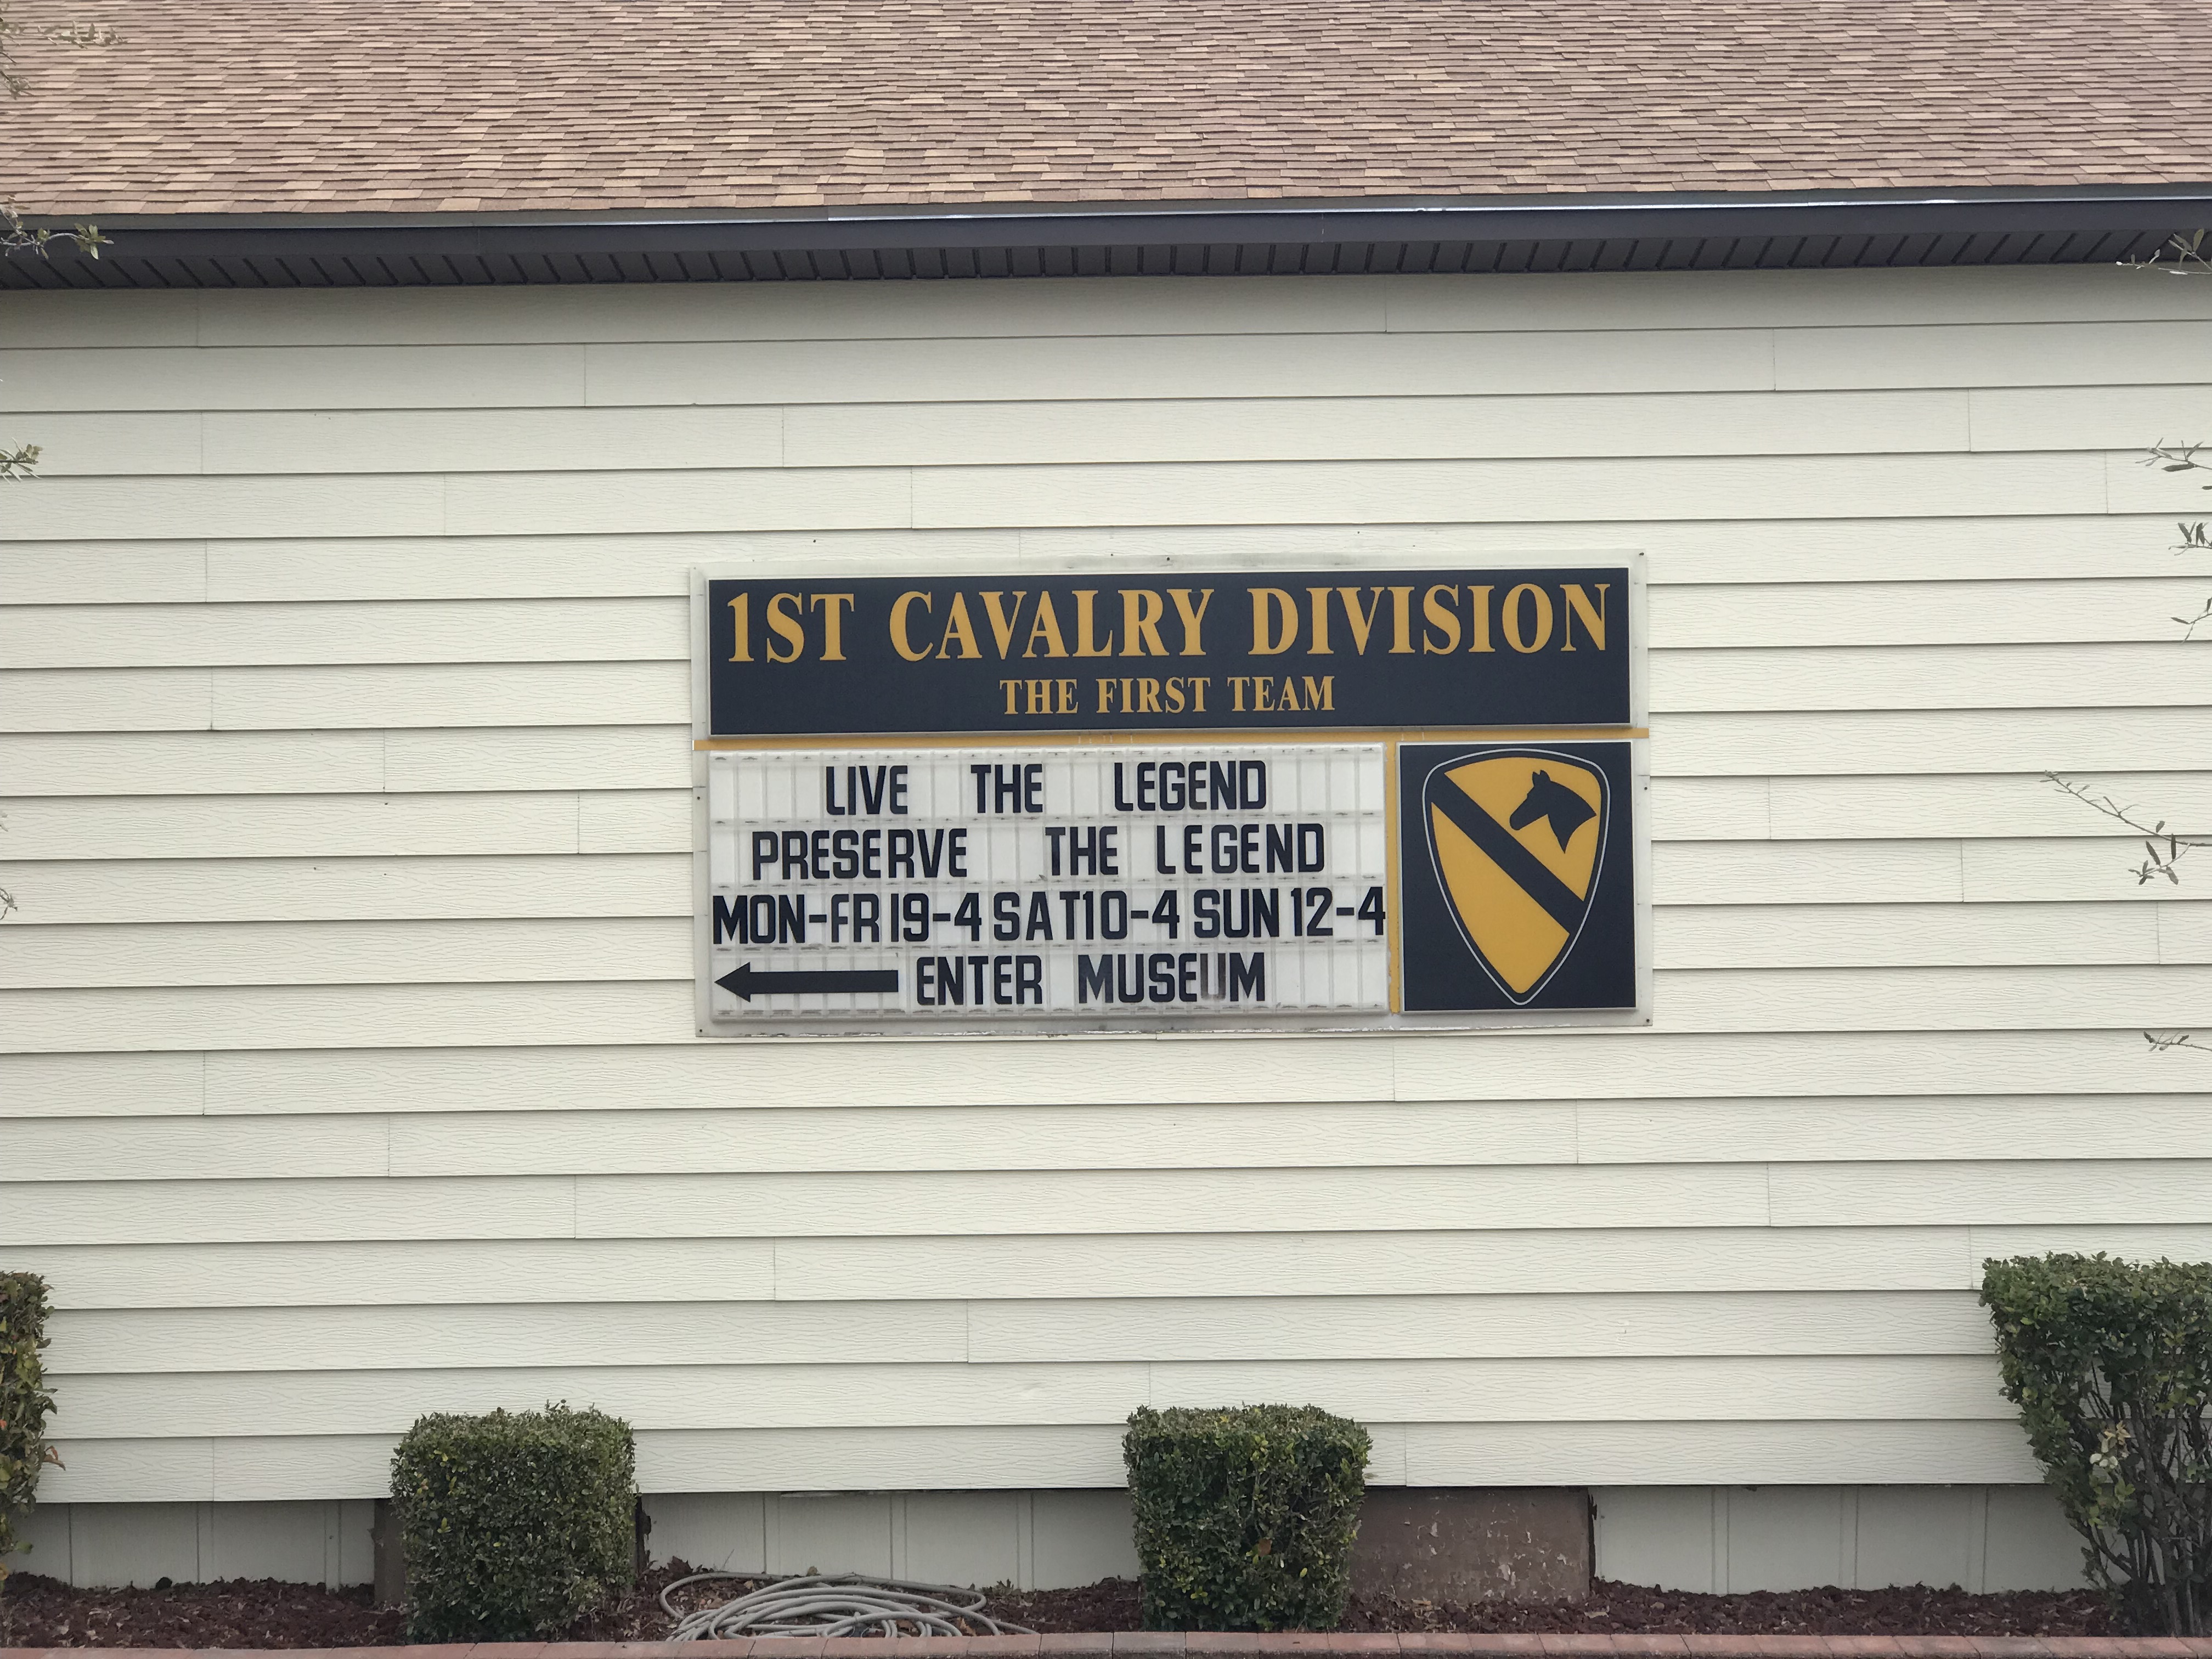 1ST CAVALRY DIVISION
THE FIRST TEAM
LIVE THE LEGEND
PRESERVE THE LEGEND
MON-FRI9-4 SAT10-4 SUN 12-4
ENTER MUSEUM